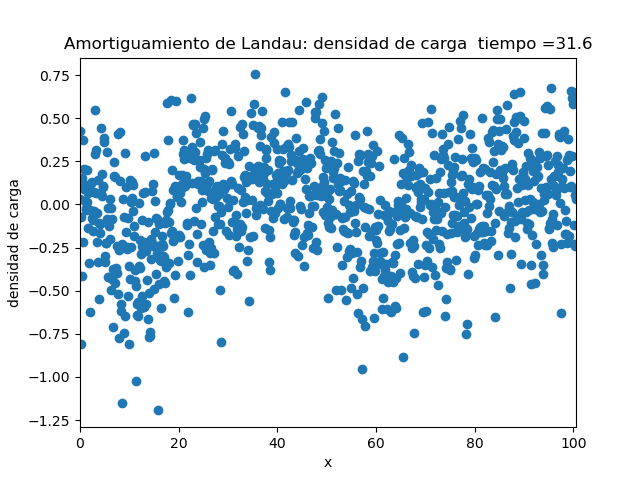 Amortiguamiento de Landau: densidad de carga  tiempo =31.6
densidad de carga
0.75
0.50
0.25
0.00
−0.25
−0.50
−0.75
−1.00
−1.25
0 20 40 60 80 100
x